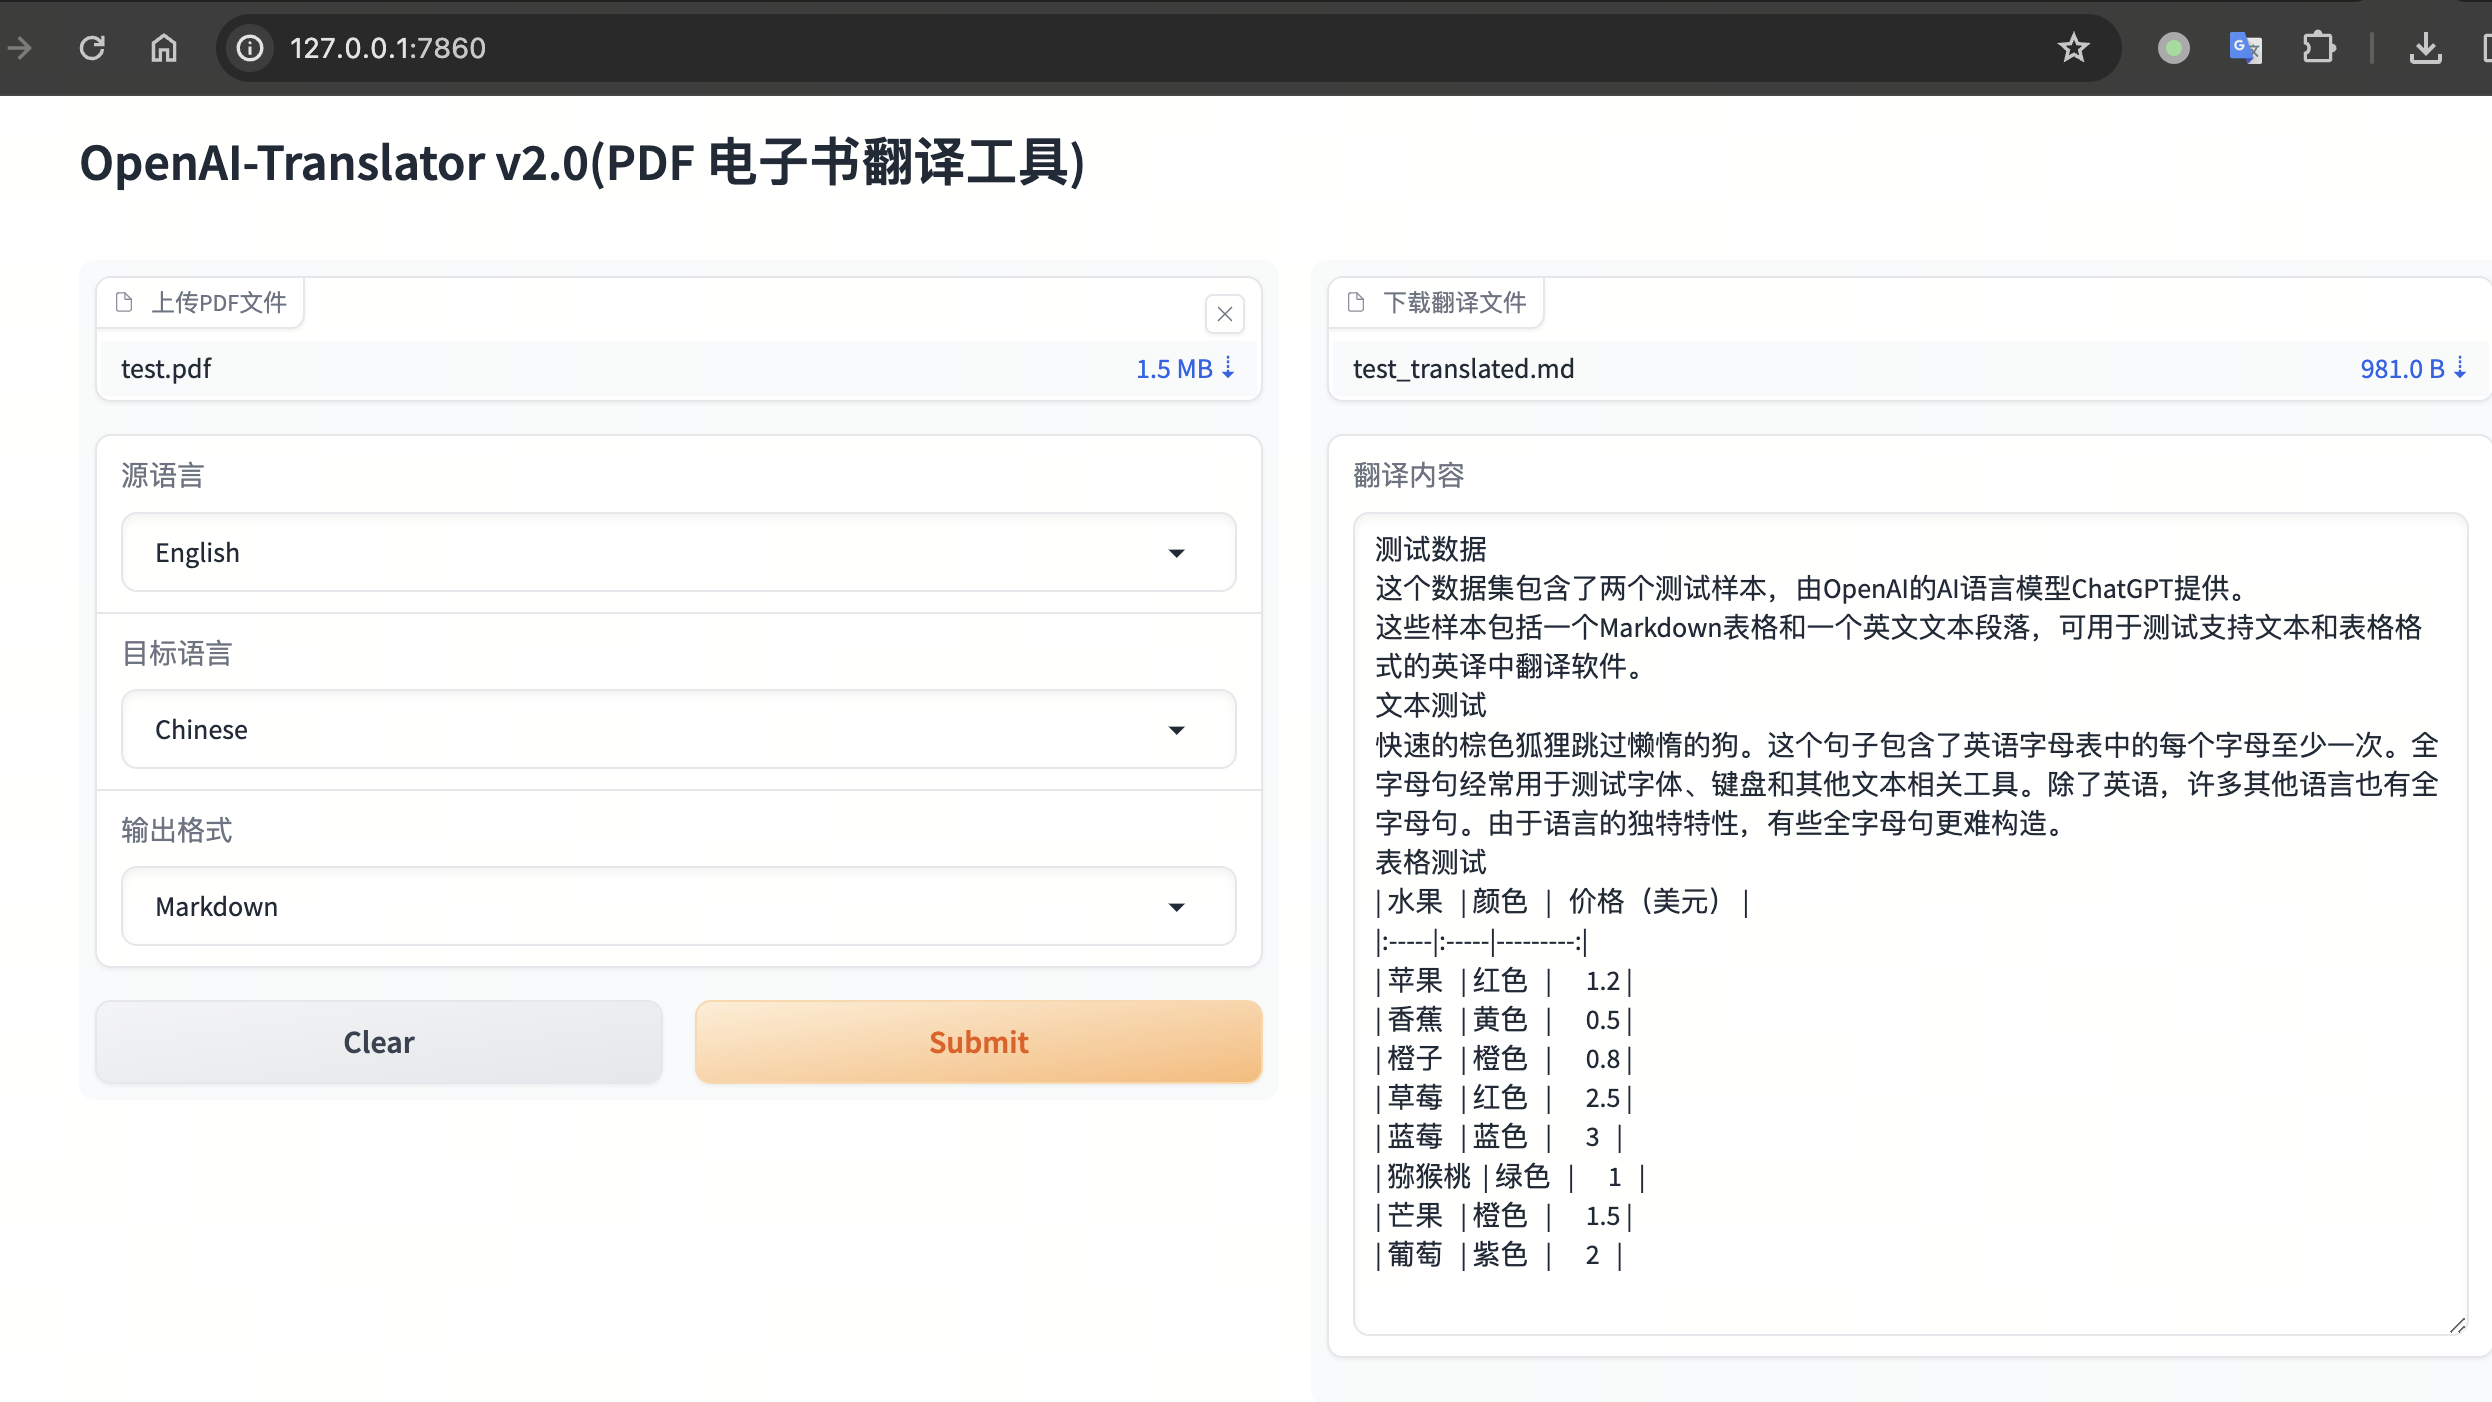 127.0.0.1:7860
OpenAI-Translator v2.0(PDF 电子书翻译工具)
上传PDF文件
test.pdf
1.5 MB ⇣
源语言
English
目标语言
Chinese
输出格式
Markdown
Clear
Submit
下载翻译文件
test_translated.md
981.0 B ⇣
翻译内容
测试数据
这个数据集包含了两个测试样本，由OpenAI的AI语言模型ChatGPT提供。
这些样本包括一个Markdown表格和一个英文文本段落，可用于测试支持文本和表格格
式的英译中翻译软件。
文本测试
快速的棕色狐狸跳过懒惰的狗。这个句子包含了英语字母表中的每个字母至少一次。全
字母句经常用于测试字体、键盘和其他文本相关工具。除了英语，许多其他语言也有全
字母句。由于语言的独特特性，有些全字母句更难构造。
表格测试
| 水果 | 颜色 | 价格（美元） |
|:-----|:-----|---------:|
| 苹果 | 红色 | 1.2 |
| 香蕉 | 黄色 | 0.5 |
| 橙子 | 橙色 | 0.8 |
| 草莓 | 红色 | 2.5 |
| 蓝莓 | 蓝色 | 3 |
| 猕猴桃 | 绿色 | 1 |
| 芒果 | 橙色 | 1.5 |
| 葡萄 | 紫色 | 2 |